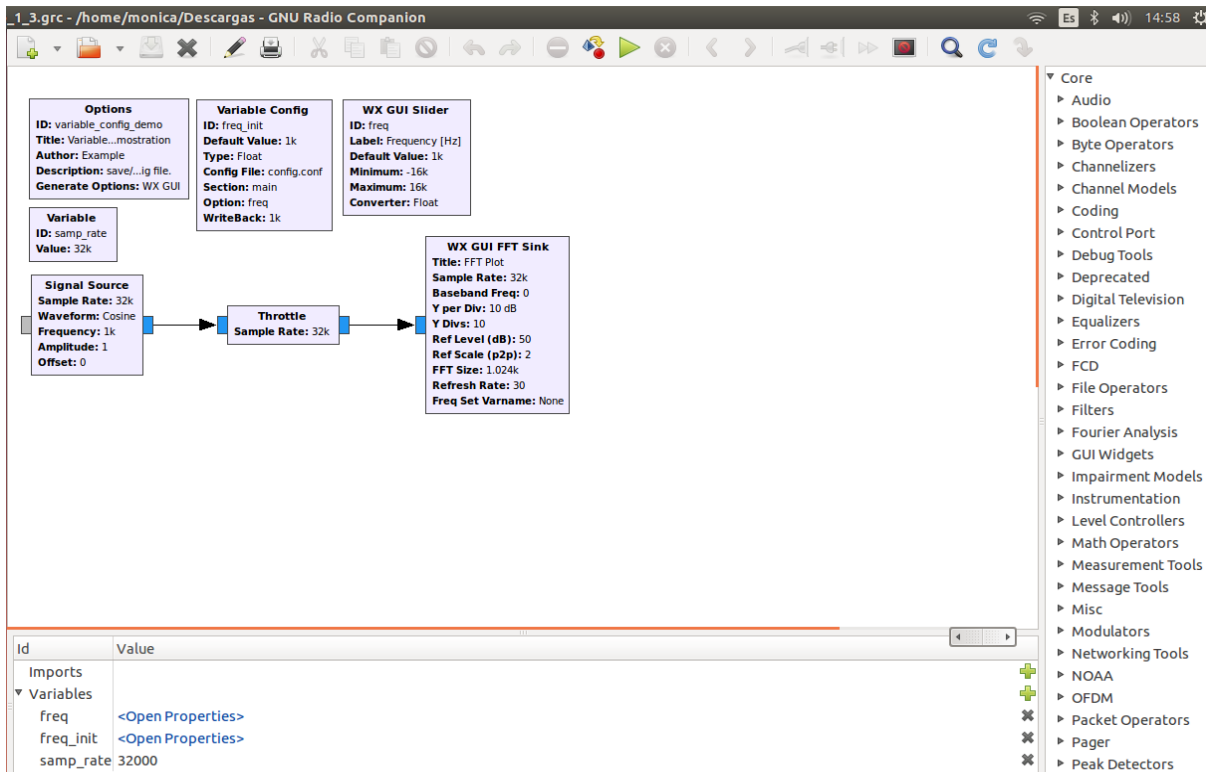 _1_3.grc - /home/monica/Descargas - GNU Radio Companion
Es
14:58
Options
ID: variable_config_demo
Title: Variable...mostration
Author: Example
Description: save/...ig file.
Generate Options: WX GUI
Variable Config
ID: freq_init
Default Value: 1k
Type: Float
Config File: config.conf
Section: main
Option: freq
WriteBack: 1k
WX GUI Slider
ID: freq
Label: Frequency [Hz]
Default Value: 1k
Minimum: -16k
Maximum: 16k
Converter: Float
Variable
ID: samp_rate
Value: 32k
Signal Source
Sample Rate: 32k
Waveform: Cosine
Frequency: 1k
Amplitude: 1
Offset: 0
Throttle
Sample Rate: 32k
WX GUI FFT Sink
Title: FFT Plot
Sample Rate: 32k
Baseband Freq: 0
Y per Div: 10 dB
Y Divs: 10
Ref Level (dB): 50
Ref Scale (p2p): 2
FFT Size: 1.024k
Refresh Rate: 30
Freq Set Varname: None
Core
Audio
Boolean Operators
Byte Operators
Channelizers
Channel Models
Coding
Control Port
Debug Tools
Deprecated
Digital Television
Equalizers
Error Coding
FCD
File Operators
Filters
Fourier Analysis
GUI Widgets
Impairment Models
Instrumentation
Level Controllers
Math Operators
Measurement Tools
Message Tools
Misc
Modulators
Networking Tools
NOAA
OFDM
Packet Operators
Pager
Peak Detectors
Id Value
Imports
Variables
freq <Open Properties>
freq_init <Open Properties>
samp_rate 32000